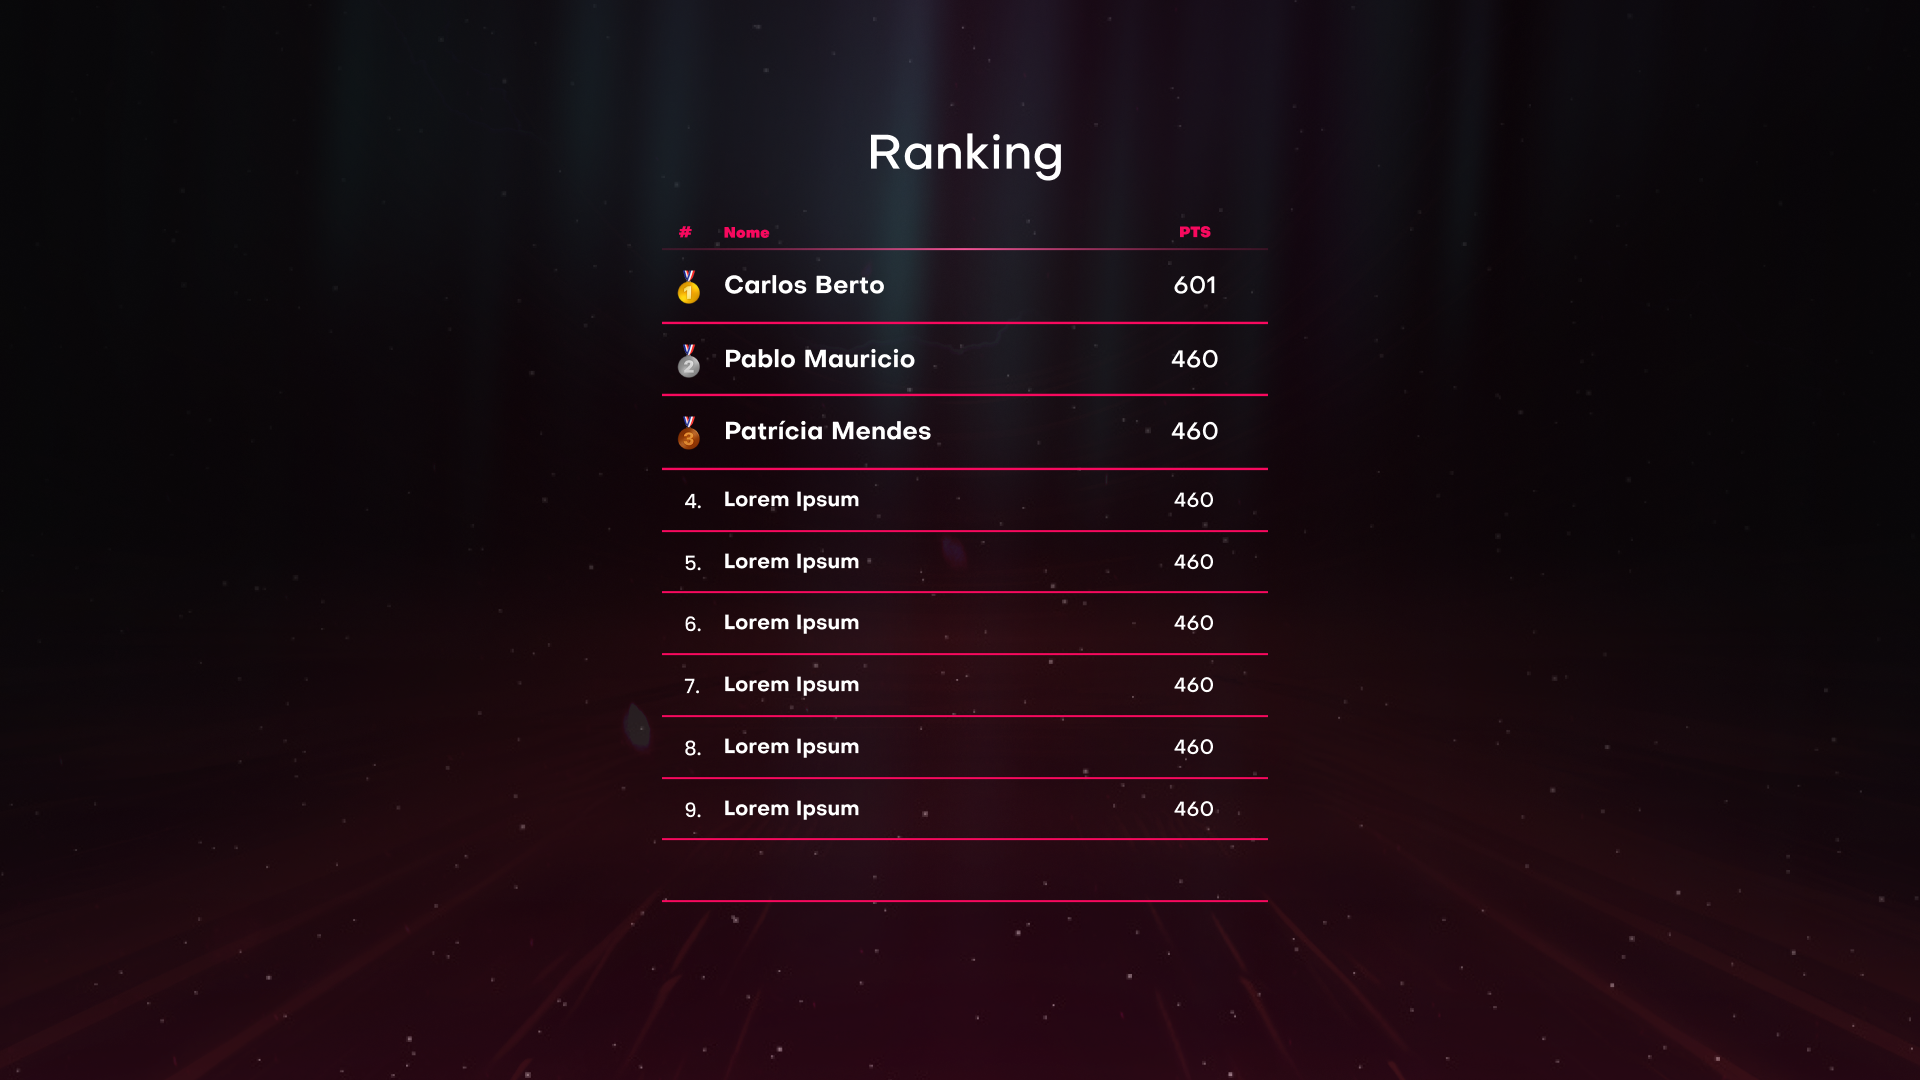 Ranking
# Nome PTS
1 Carlos Berto 601
2 Pablo Mauricio 460
3 Patrícia Mendes 460
4. Lorem Ipsum 460
5. Lorem Ipsum 460
6. Lorem Ipsum 460
7. Lorem Ipsum 460
8. Lorem Ipsum 460
9. Lorem Ipsum 460